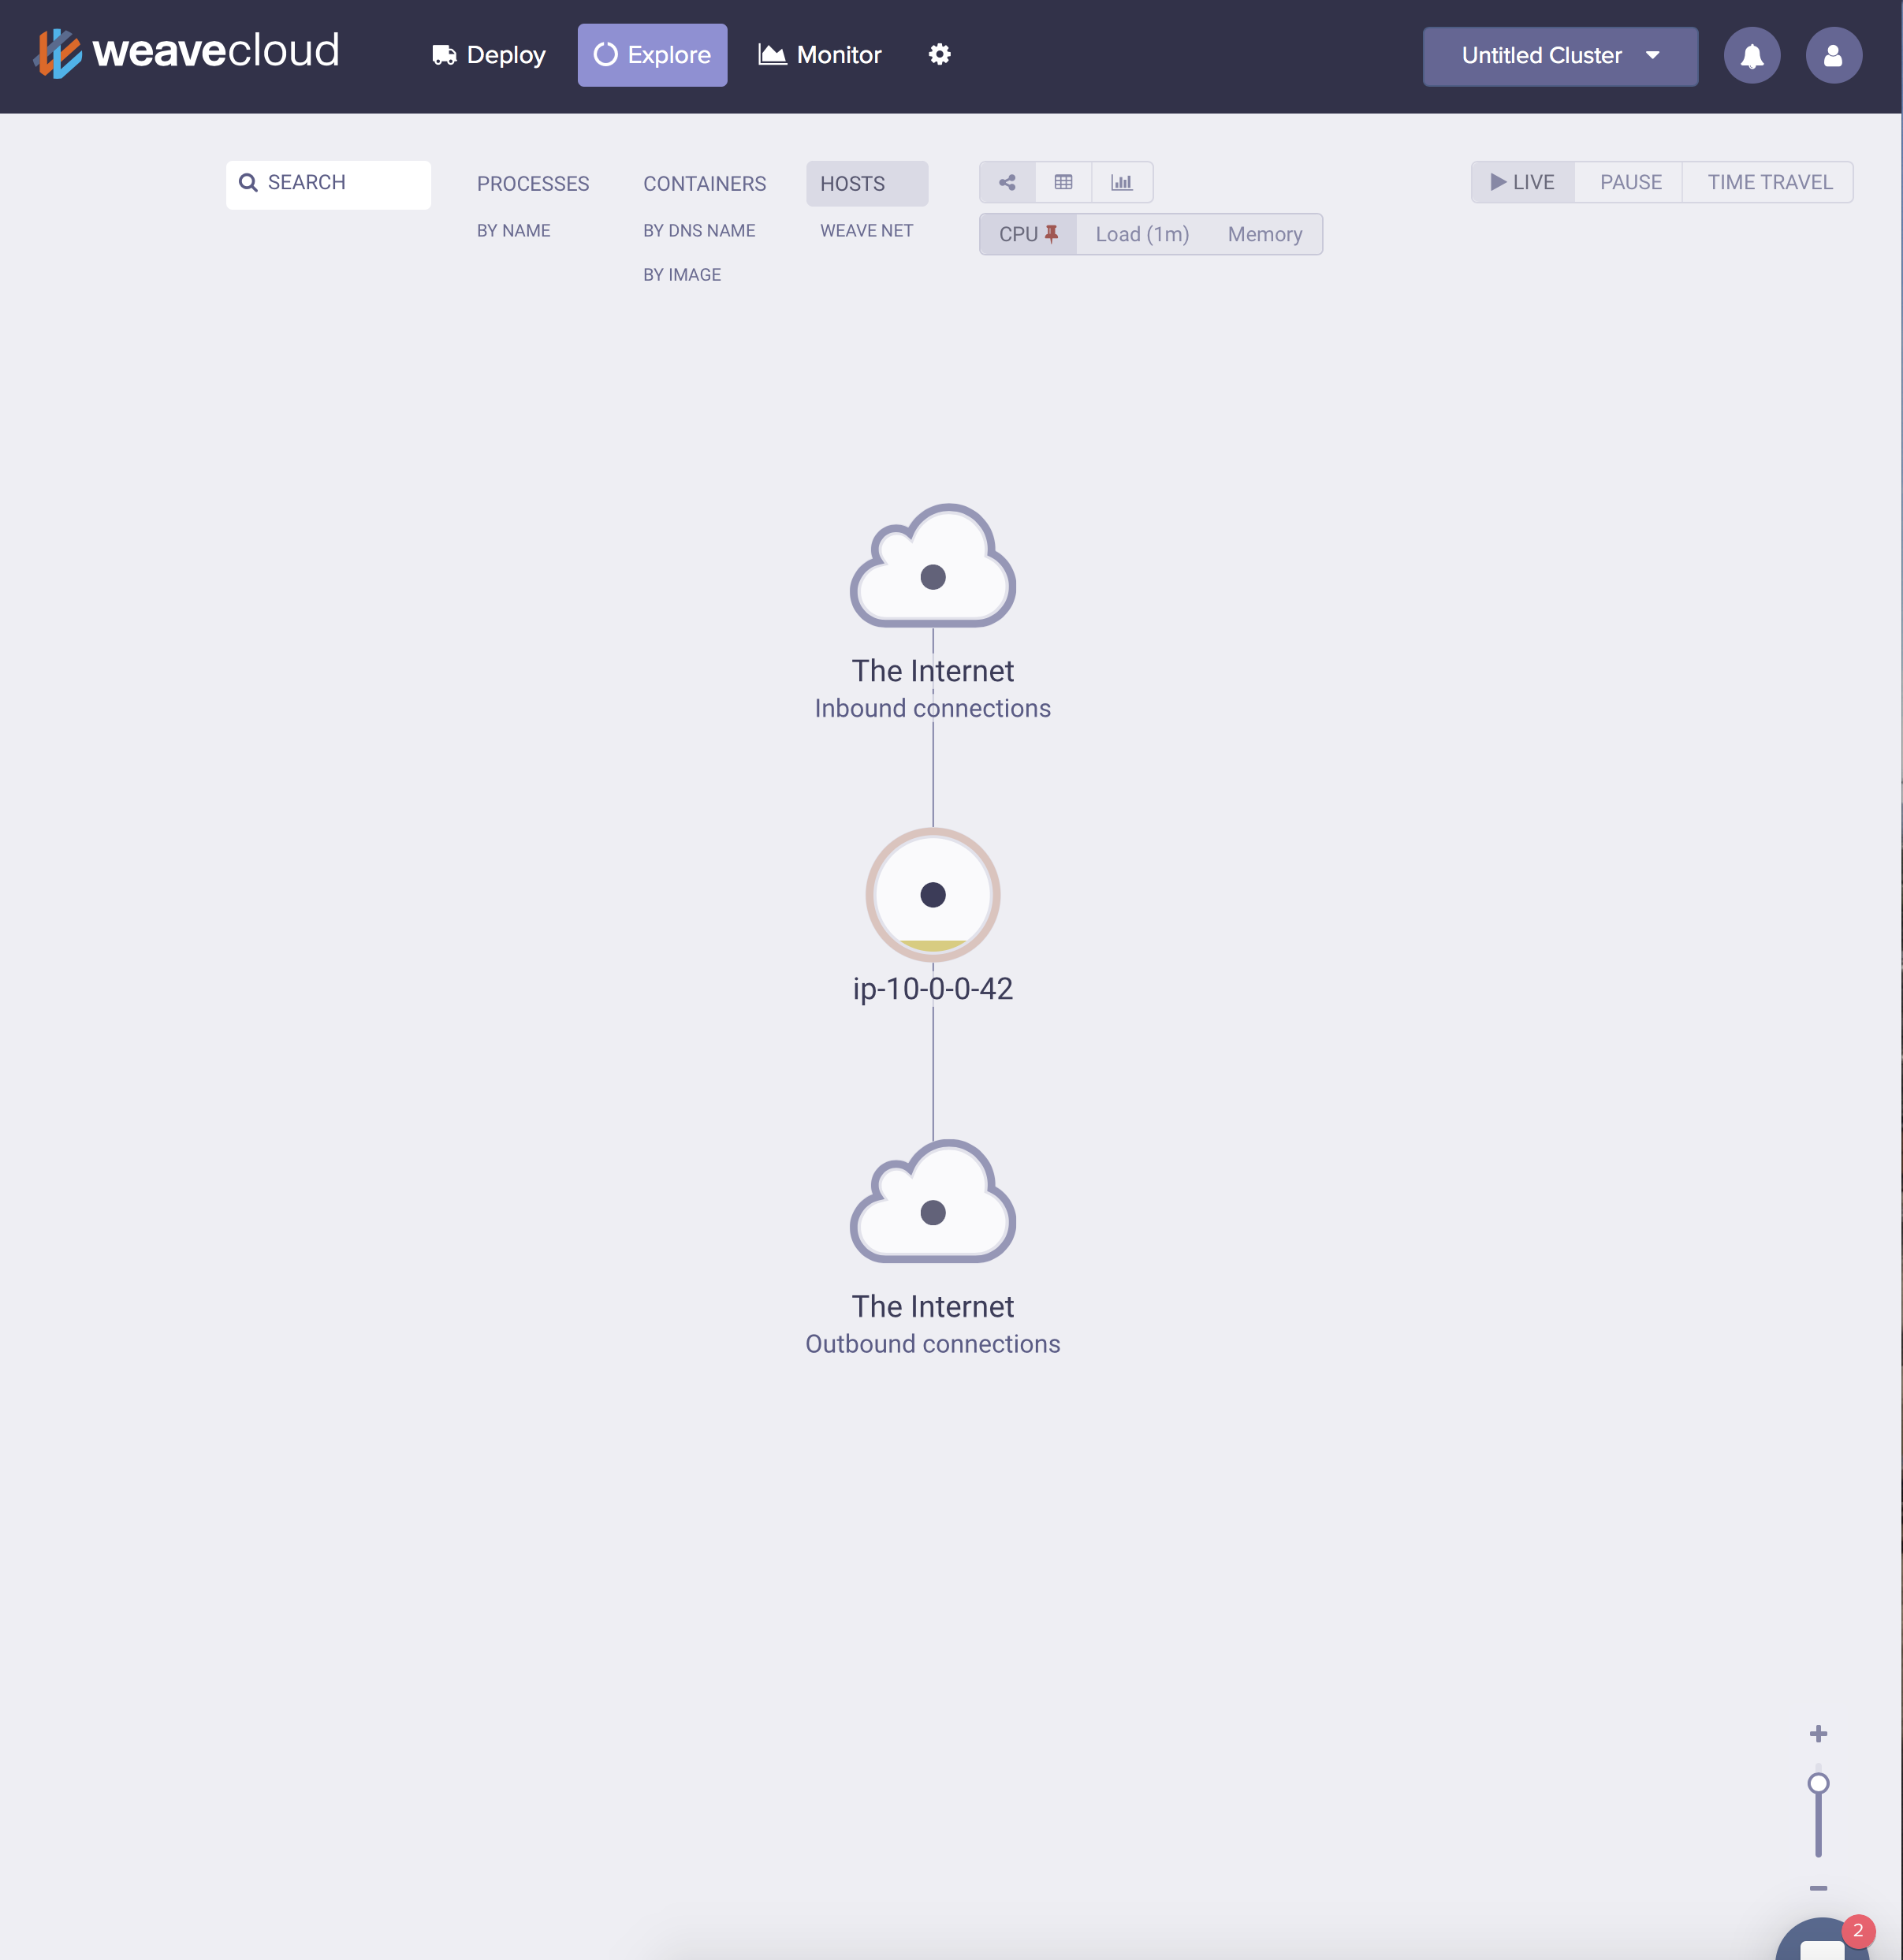 weavecloud
Deploy
Explore
Monitor
Untitled Cluster
SEARCH
PROCESSES
CONTAINERS
HOSTS
LIVE
PAUSE
TIME TRAVEL
BY NAME
BY DNS NAME
WEAVE NET
CPU
Load (1m)
Memory
BY IMAGE
The Internet
Inbound connections
ip-10-0-0-42
The Internet
Outbound connections
2